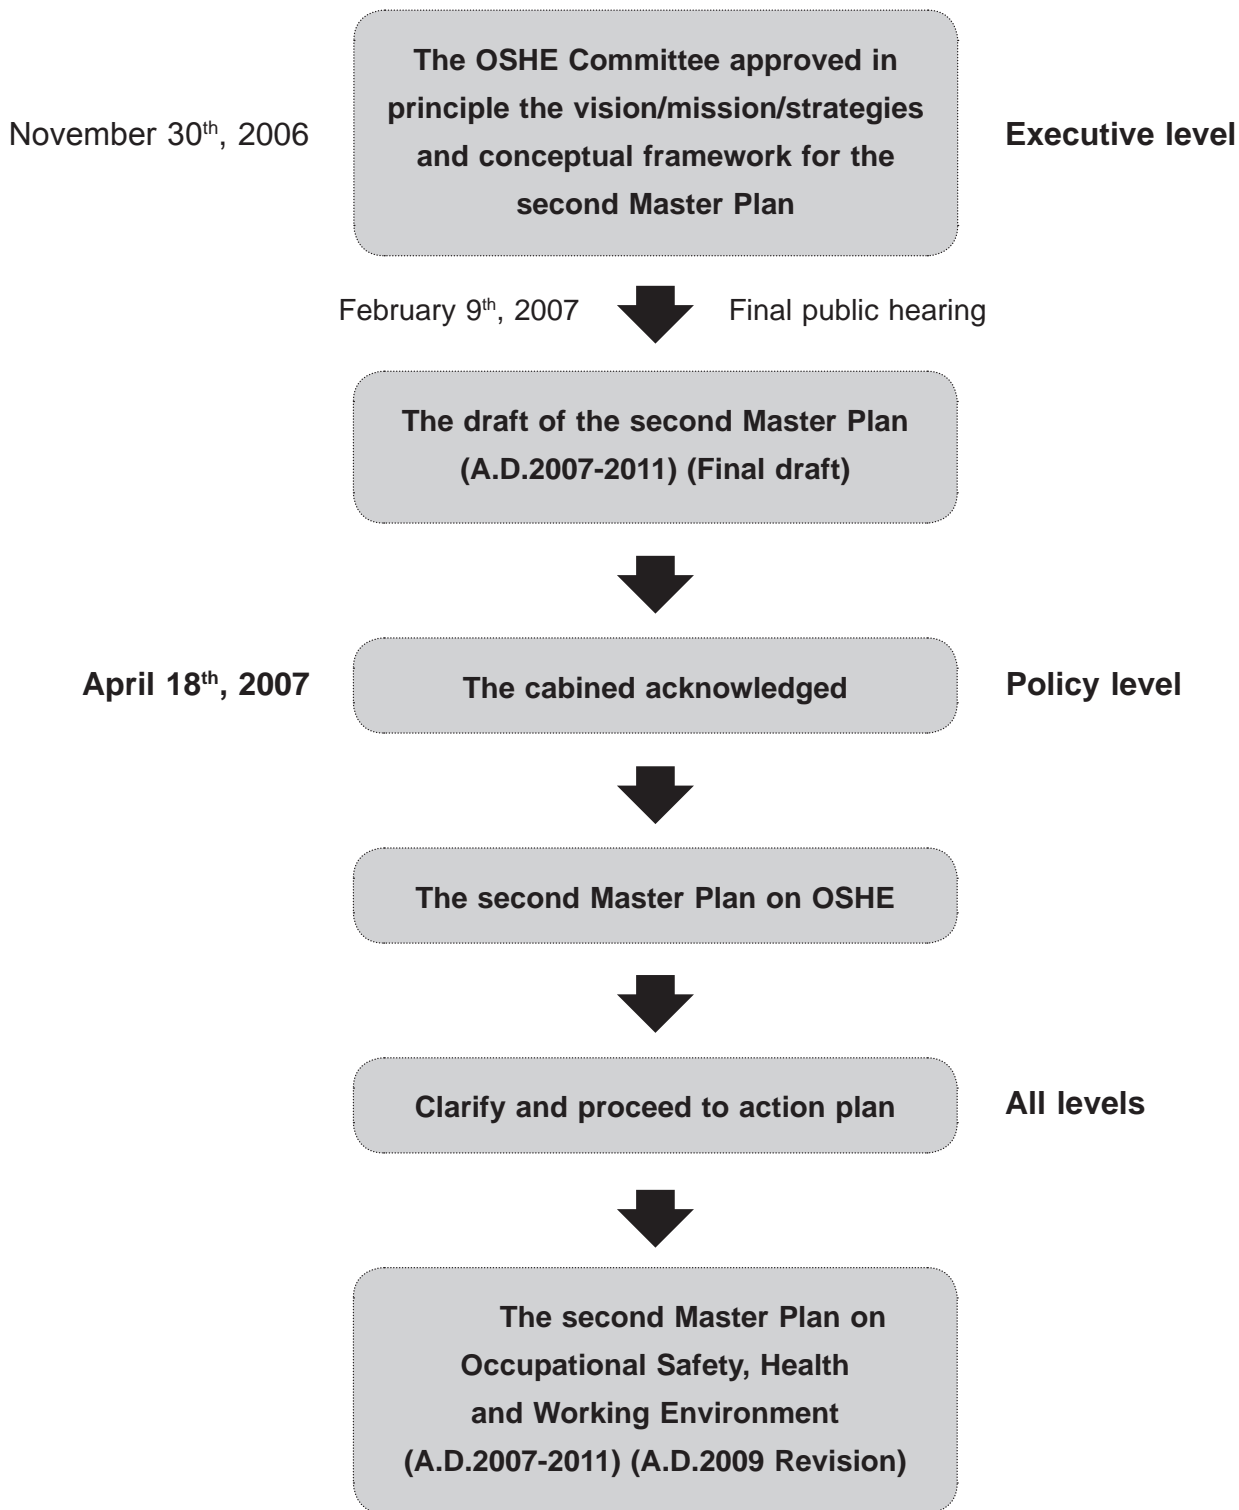 The OSHE Committee approved in
principle the vision/mission/strategies
and conceptual framework for the
second Master Plan
November 30th, 2006
Executive level
February 9th, 2007
Final public hearing
The draft of the second Master Plan
(A.D.2007-2011) (Final draft)
April 18th, 2007
The cabined acknowledged
Policy level
The second Master Plan on OSHE
Clarify and proceed to action plan
All levels
The second Master Plan on
Occupational Safety, Health
and Working Environment
(A.D.2007-2011) (A.D.2009 Revision)